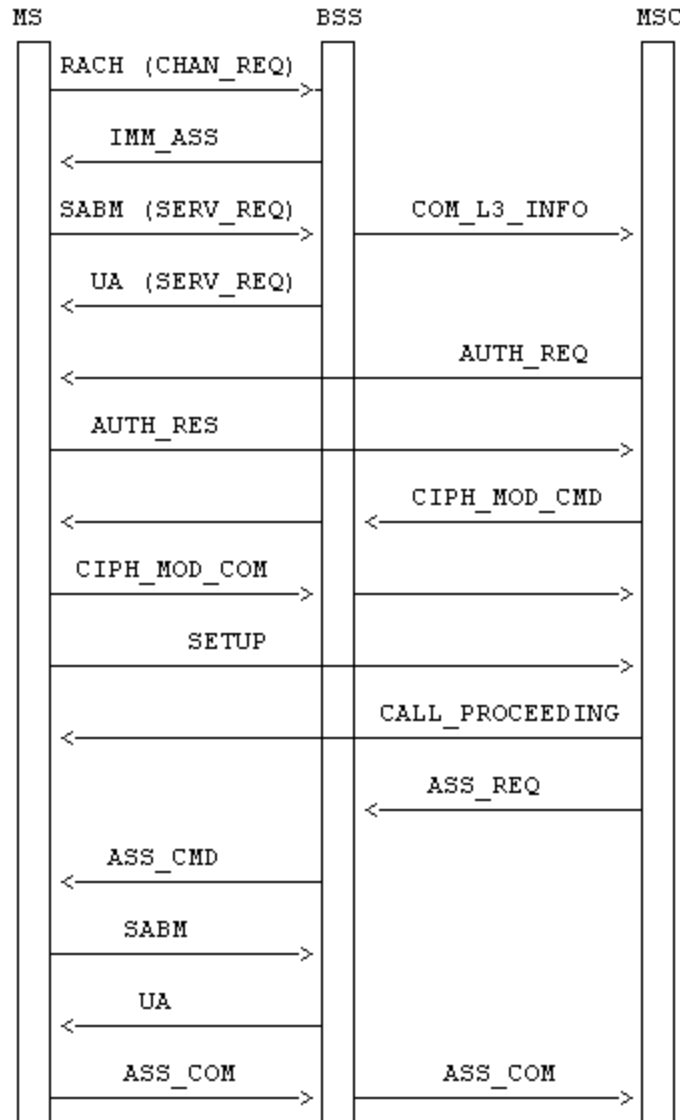 MS BSS MSC
RACH (CHAN_REQ)
IMM_ASS
SABM (SERV_REQ) COM_L3_INFO
UA (SERV_REQ)
AUTH_REQ
AUTH_RES
CIPH_MOD_CMD
CIPH_MOD_COM
SETUP
CALL_PROCEEDING
ASS_REQ
ASS_CMD
SABM
UA
ASS_COM ASS_COM